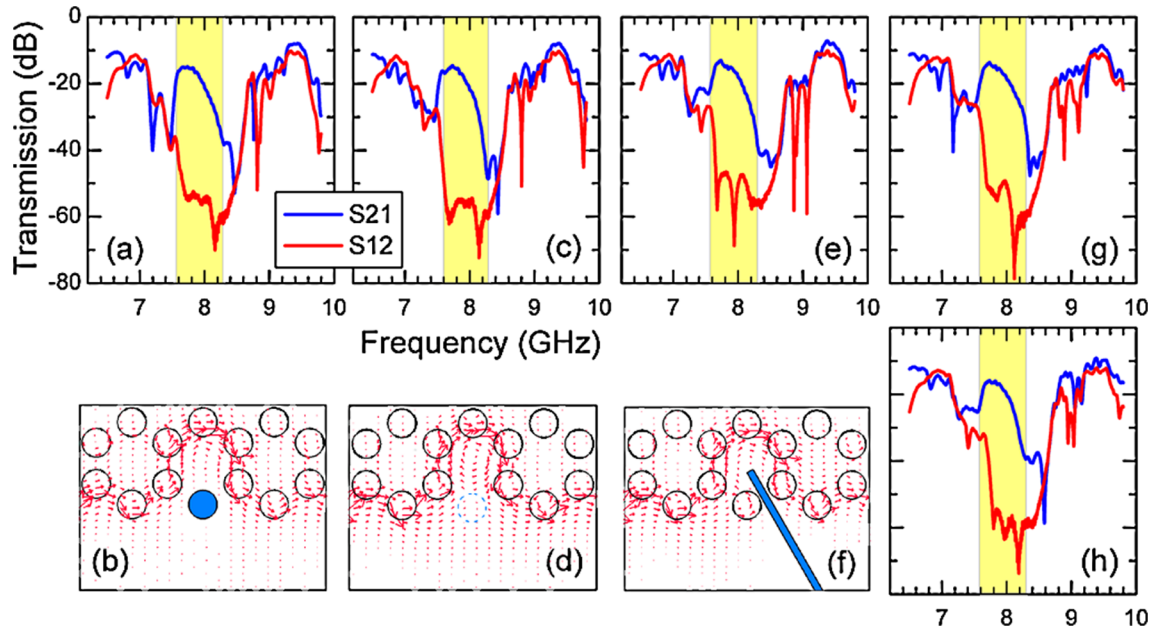 Transmission (dB)
0
-20
-40
-60
-80
(a)
(c)
(e)
(g)
S21
S12
7 8 9 10 7 8 9 10 7 8 9 10 7 8 9 10
Frequency (GHz)
(b)
(d)
(f)
(h)
7 8 9 10